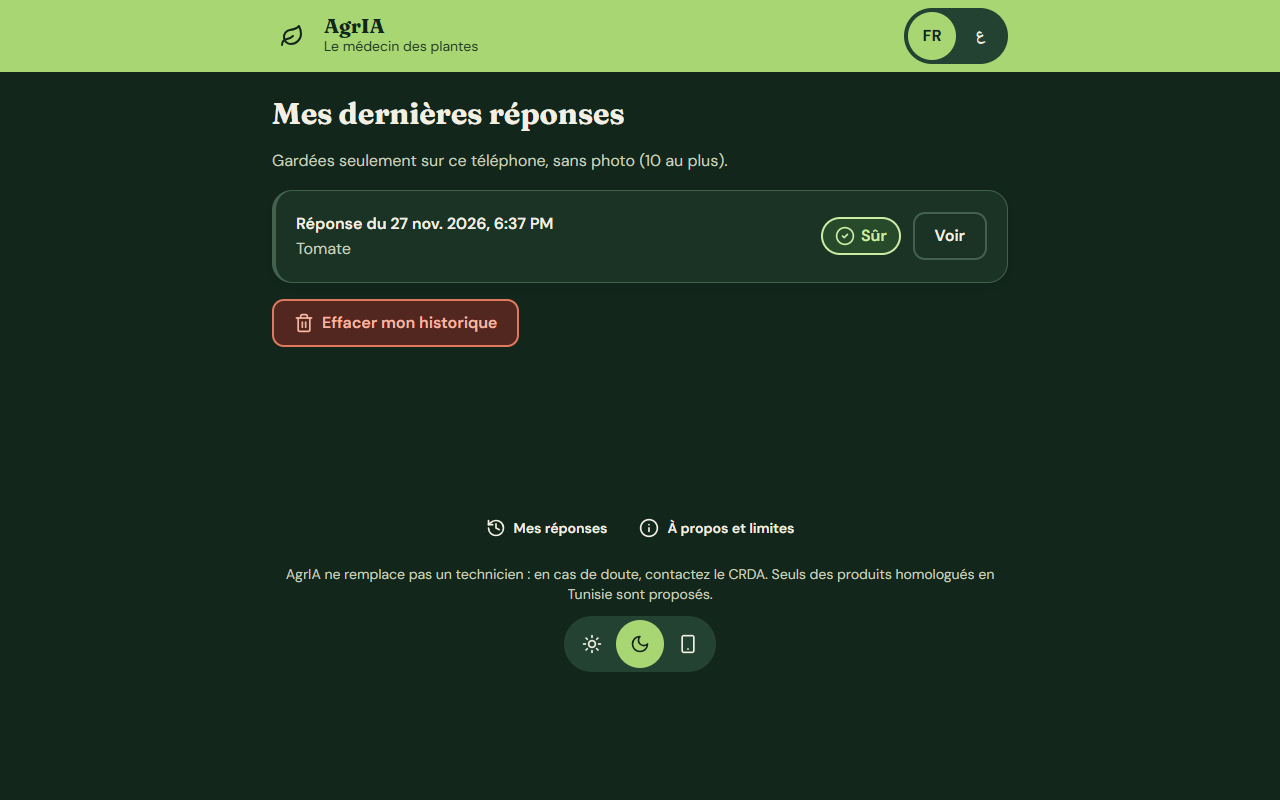 AgrIA
Le médecin des plantes
FR
ع
Mes dernières réponses
Gardées seulement sur ce téléphone, sans photo (10 au plus).
Réponse du 27 nov. 2026, 6:37 PM
Tomate
Sûr
Voir
Effacer mon historique
Mes réponses
À propos et limites
AgrIA ne remplace pas un technicien : en cas de doute, contactez le CRDA. Seuls des produits homologués en
Tunisie sont proposés.